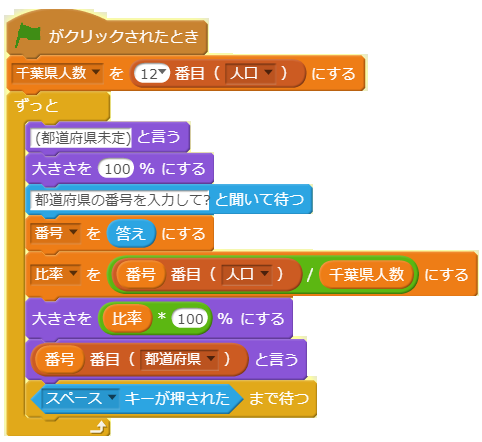 がクリックされたとき
千葉県人数 を 12 番目 ( 人口 ) にする
ずっと
(都道府県未定) と言う
大きさを 100 % にする
都道府県の番号を入力して? と聞いて待つ
番号 を 答え にする
比率 を 番号 番目 ( 人口 ) / 千葉県人数 にする
大きさを 比率 * 100 % にする
番号 番目 ( 都道府県 ) と言う
スペース キーが押された まで待つ